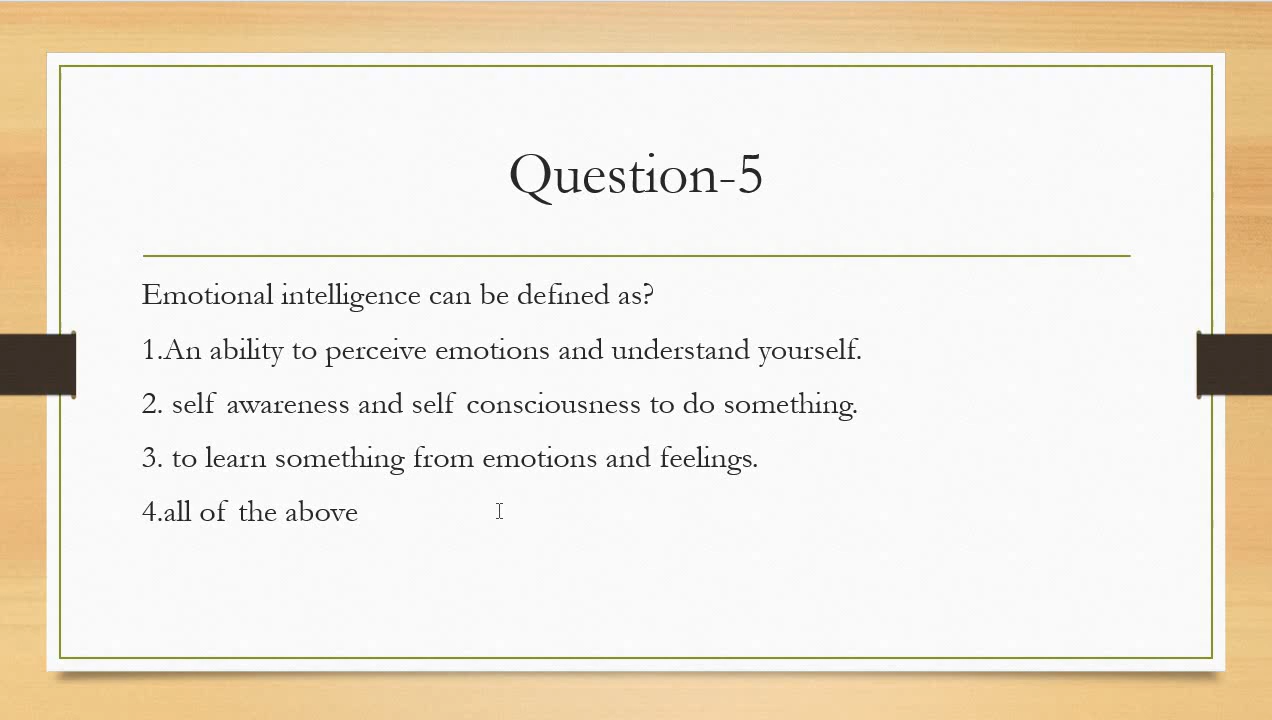 Question-5
Emotional intelligence can be defined as?
1.An ability to perceive emotions and understand yourself.
2. self awareness and self consciousness to do something.
3. to learn something from emotions and feelings.
4.all of the above